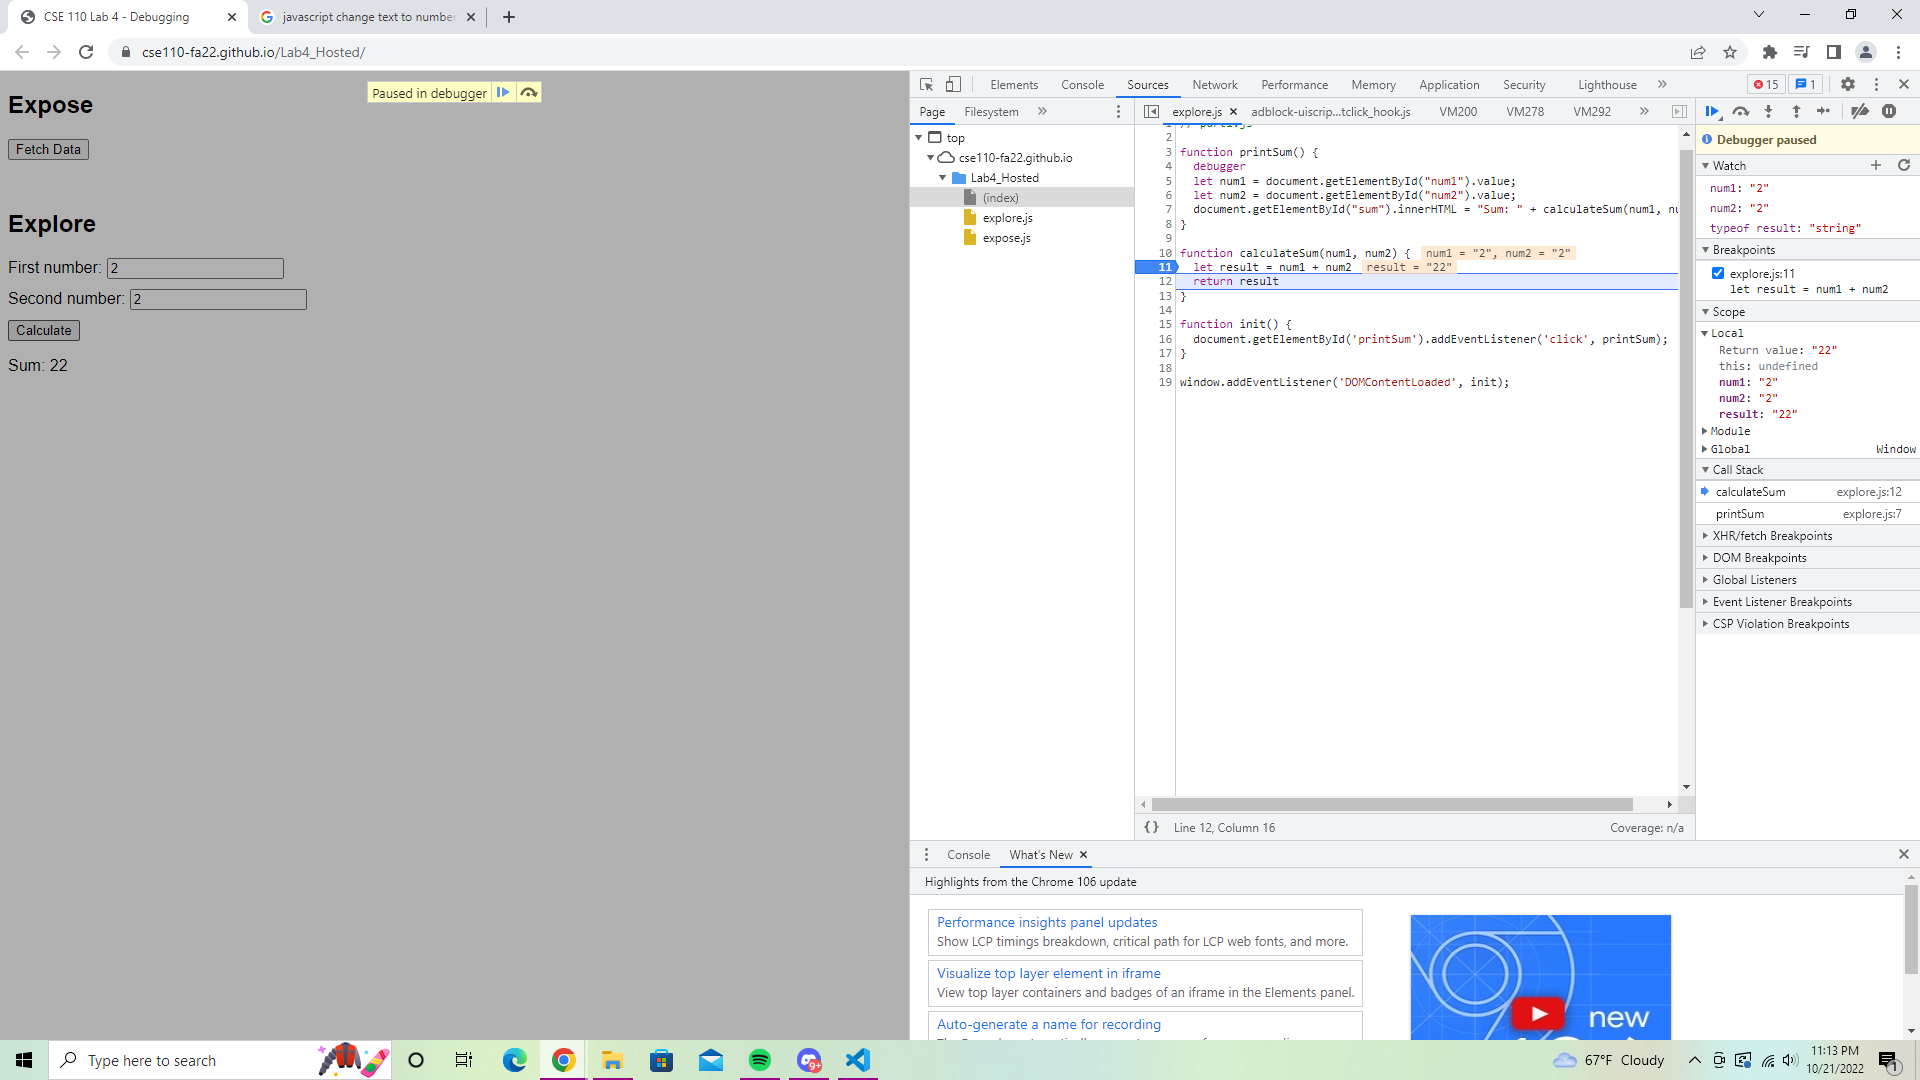 CSE 110 Lab 4 - Debugging
javascript change text to number
cse110-fa22.github.io/Lab4_Hosted/
Expose
Paused in debugger
Fetch Data
Explore
First number: 2
Second number: 2
Calculate
Sum: 22
Elements Console Sources Network Performance Memory Application Security Lighthouse 15 1
Page Filesystem
top
cse110-fa22.github.io
Lab4_Hosted
(index)
explore.js
expose.js
explore.js adblock-uiscrip...tclick_hook.js VM200 VM278 VM292
1
2
3 function printSum() {
4 debugger
5 let num1 = document.getElementById("num1").value;
6 let num2 = document.getElementById("num2").value;
7 document.getElementById("sum").innerHTML = "Sum: " + calculateSum(num1, nu
8 }
9
10 function calculateSum(num1, num2) { num1 = "2", num2 = "2"
11 let result = num1 + num2 result = "22"
12 return result
13 }
14
15 function init() {
16 document.getElementById('printSum').addEventListener('click', printSum);
17 }
18
19 window.addEventListener('DOMContentLoaded', init);
{} Line 12, Column 16 Coverage: n/a
Debugger paused
Watch
num1: "2"
num2: "2"
typeof result: "string"
Breakpoints
explore.js:11
let result = num1 + num2
Scope
Local
Return value: "22"
this: undefined
num1: "2"
num2: "2"
result: "22"
Module
Global Window
Call Stack
calculateSum explore.js:12
printSum explore.js:7
XHR/fetch Breakpoints
DOM Breakpoints
Global Listeners
Event Listener Breakpoints
CSP Violation Breakpoints
Console What's New
Highlights from the Chrome 106 update
Performance insights panel updates
Show LCP timings breakdown, critical path for LCP web fonts, and more.
Visualize top layer element in iframe
View top layer containers and badges of an iframe in the Elements panel.
Auto-generate a name for recording
new
Type here to search
9+
67°F Cloudy
11:13 PM
10/21/2022
1